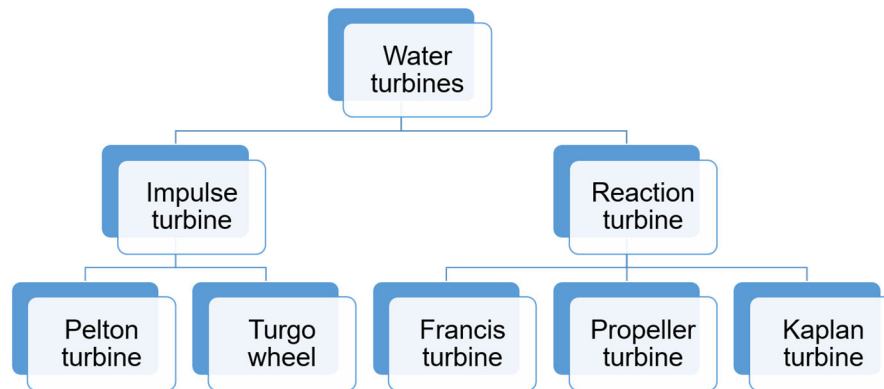 Water
turbines
Impulse
turbine
Reaction
turbine
Pelton
turbine
Turgo
wheel
Francis
turbine
Propeller
turbine
Kaplan
turbine